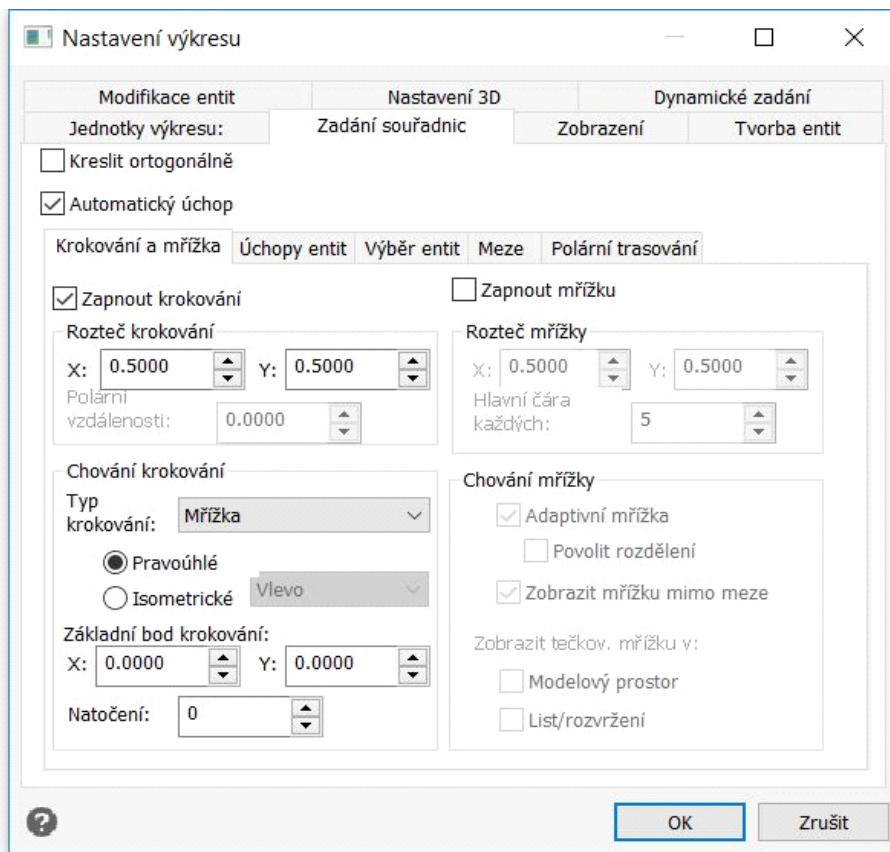 Nastavení výkresu
Modifikace entit Nastavení 3D Dynamické zadání
Jednotky výkresu: Zadání souřadnic Zobrazení Tvorba entit
Kreslit ortogonálně
Automatický úchop
Krokování a mřížka Úchopy entit Výběr entit Meze Polární trasování
Zapnout krokování
Rozteč krokování
X: 0.5000 Y: 0.5000
Polární
vzdálenosti: 0.0000
Chování krokování
Typ
krokování: Mřížka
Pravoúhlé
Isometrické Vlevo
Základní bod krokování:
X: 0.0000 Y: 0.0000
Natočení: 0
Zapnout mřížku
Rozteč mřížky
X: 0.5000 Y: 0.5000
Hlavní čára
každých: 5
Chování mřížky
Adaptivní mřížka
Povolit rozdělení
Zobrazit mřížku mimo meze
Zobrazit tečkov. mřížku v:
Modelový prostor
List/rozvržení
? OK Zrušit